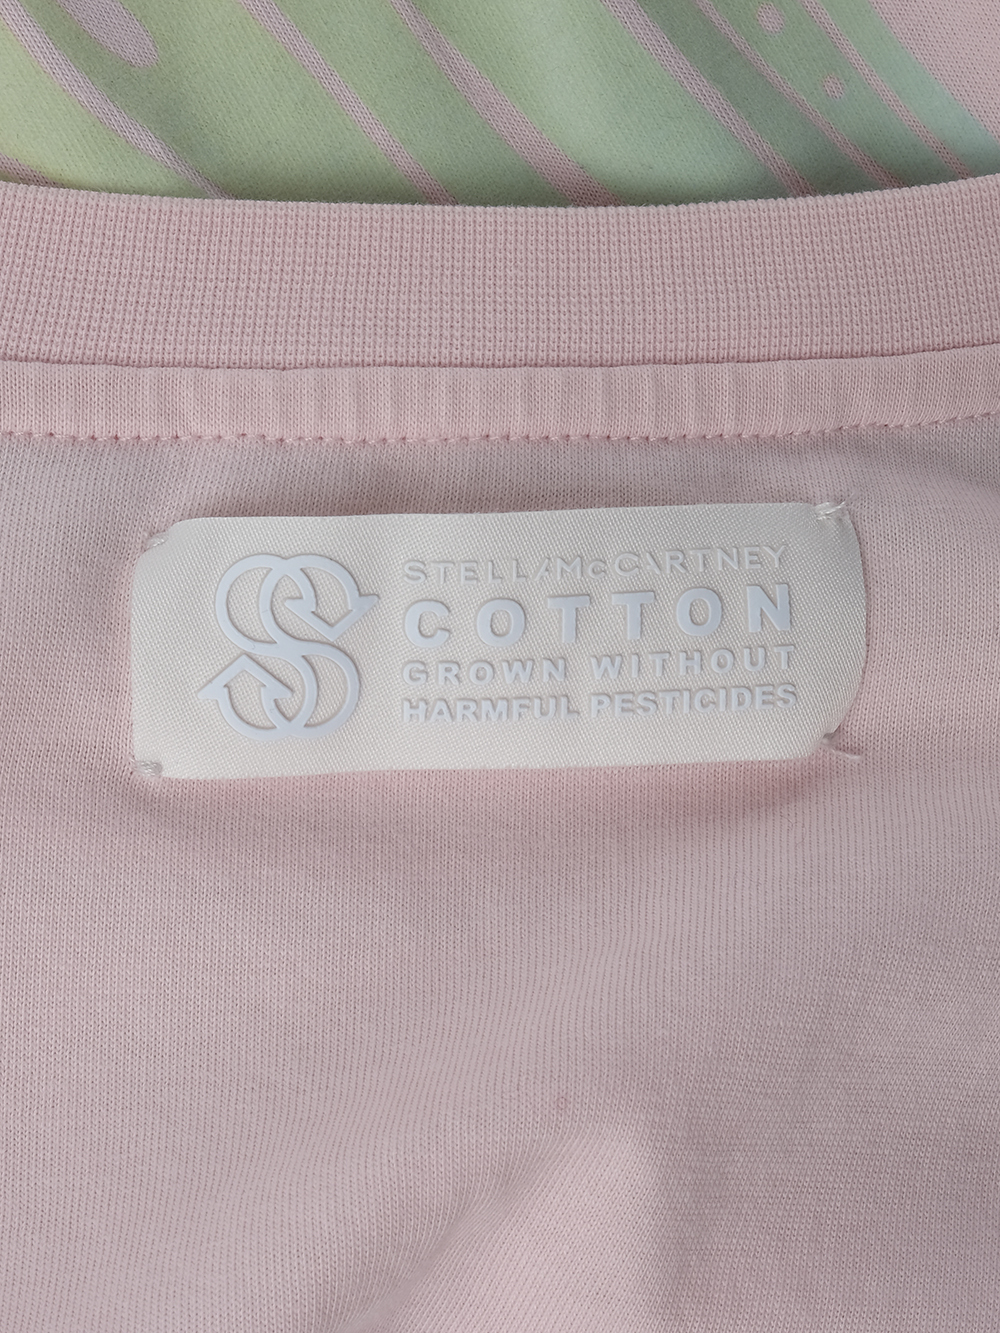 STELLA McCARTNEY
COTTON
GROWN WITHOUT
HARMFUL PESTICIDES